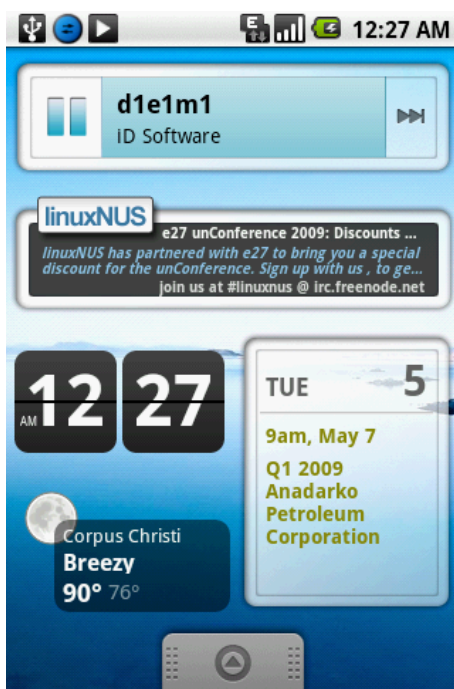 E
12:27 AM
d1e1m1
iD Software
linuxNUS
e27 unConference 2009: Discounts ...
linuxNUS has partnered with e27 to bring you a special
discount for the unConference. Sign up with us , to ge...
join us at #linuxnus @ irc.freenode.net
AM 12 27
TUE 5
9am, May 7
Q1 2009
Anadarko
Petroleum
Corporation
Corpus Christi
Breezy
90° 76°